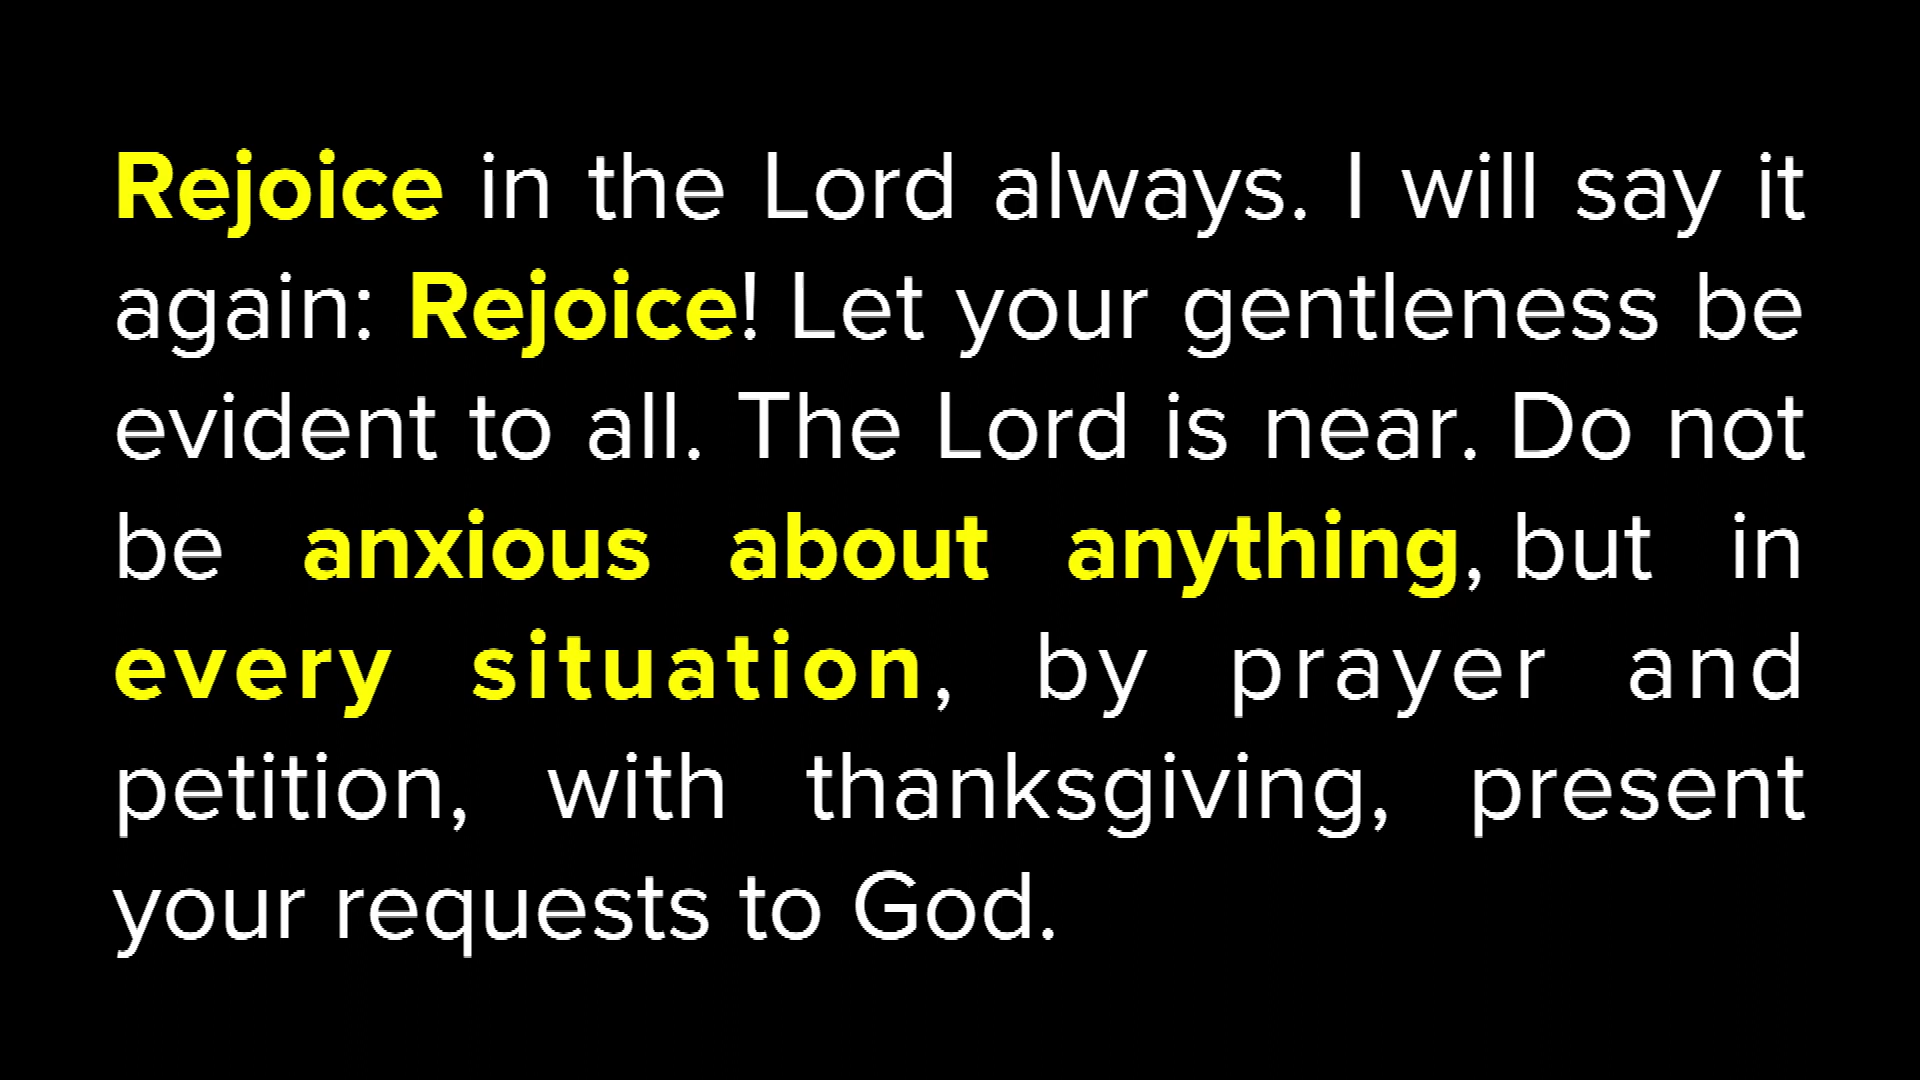 Rejoice in the Lord always. I will say it
again: Rejoice! Let your gentleness be
evident to all. The Lord is near. Do not
be anxious about anything, but in
every situation, by prayer and
petition, with thanksgiving, present
your requests to God.